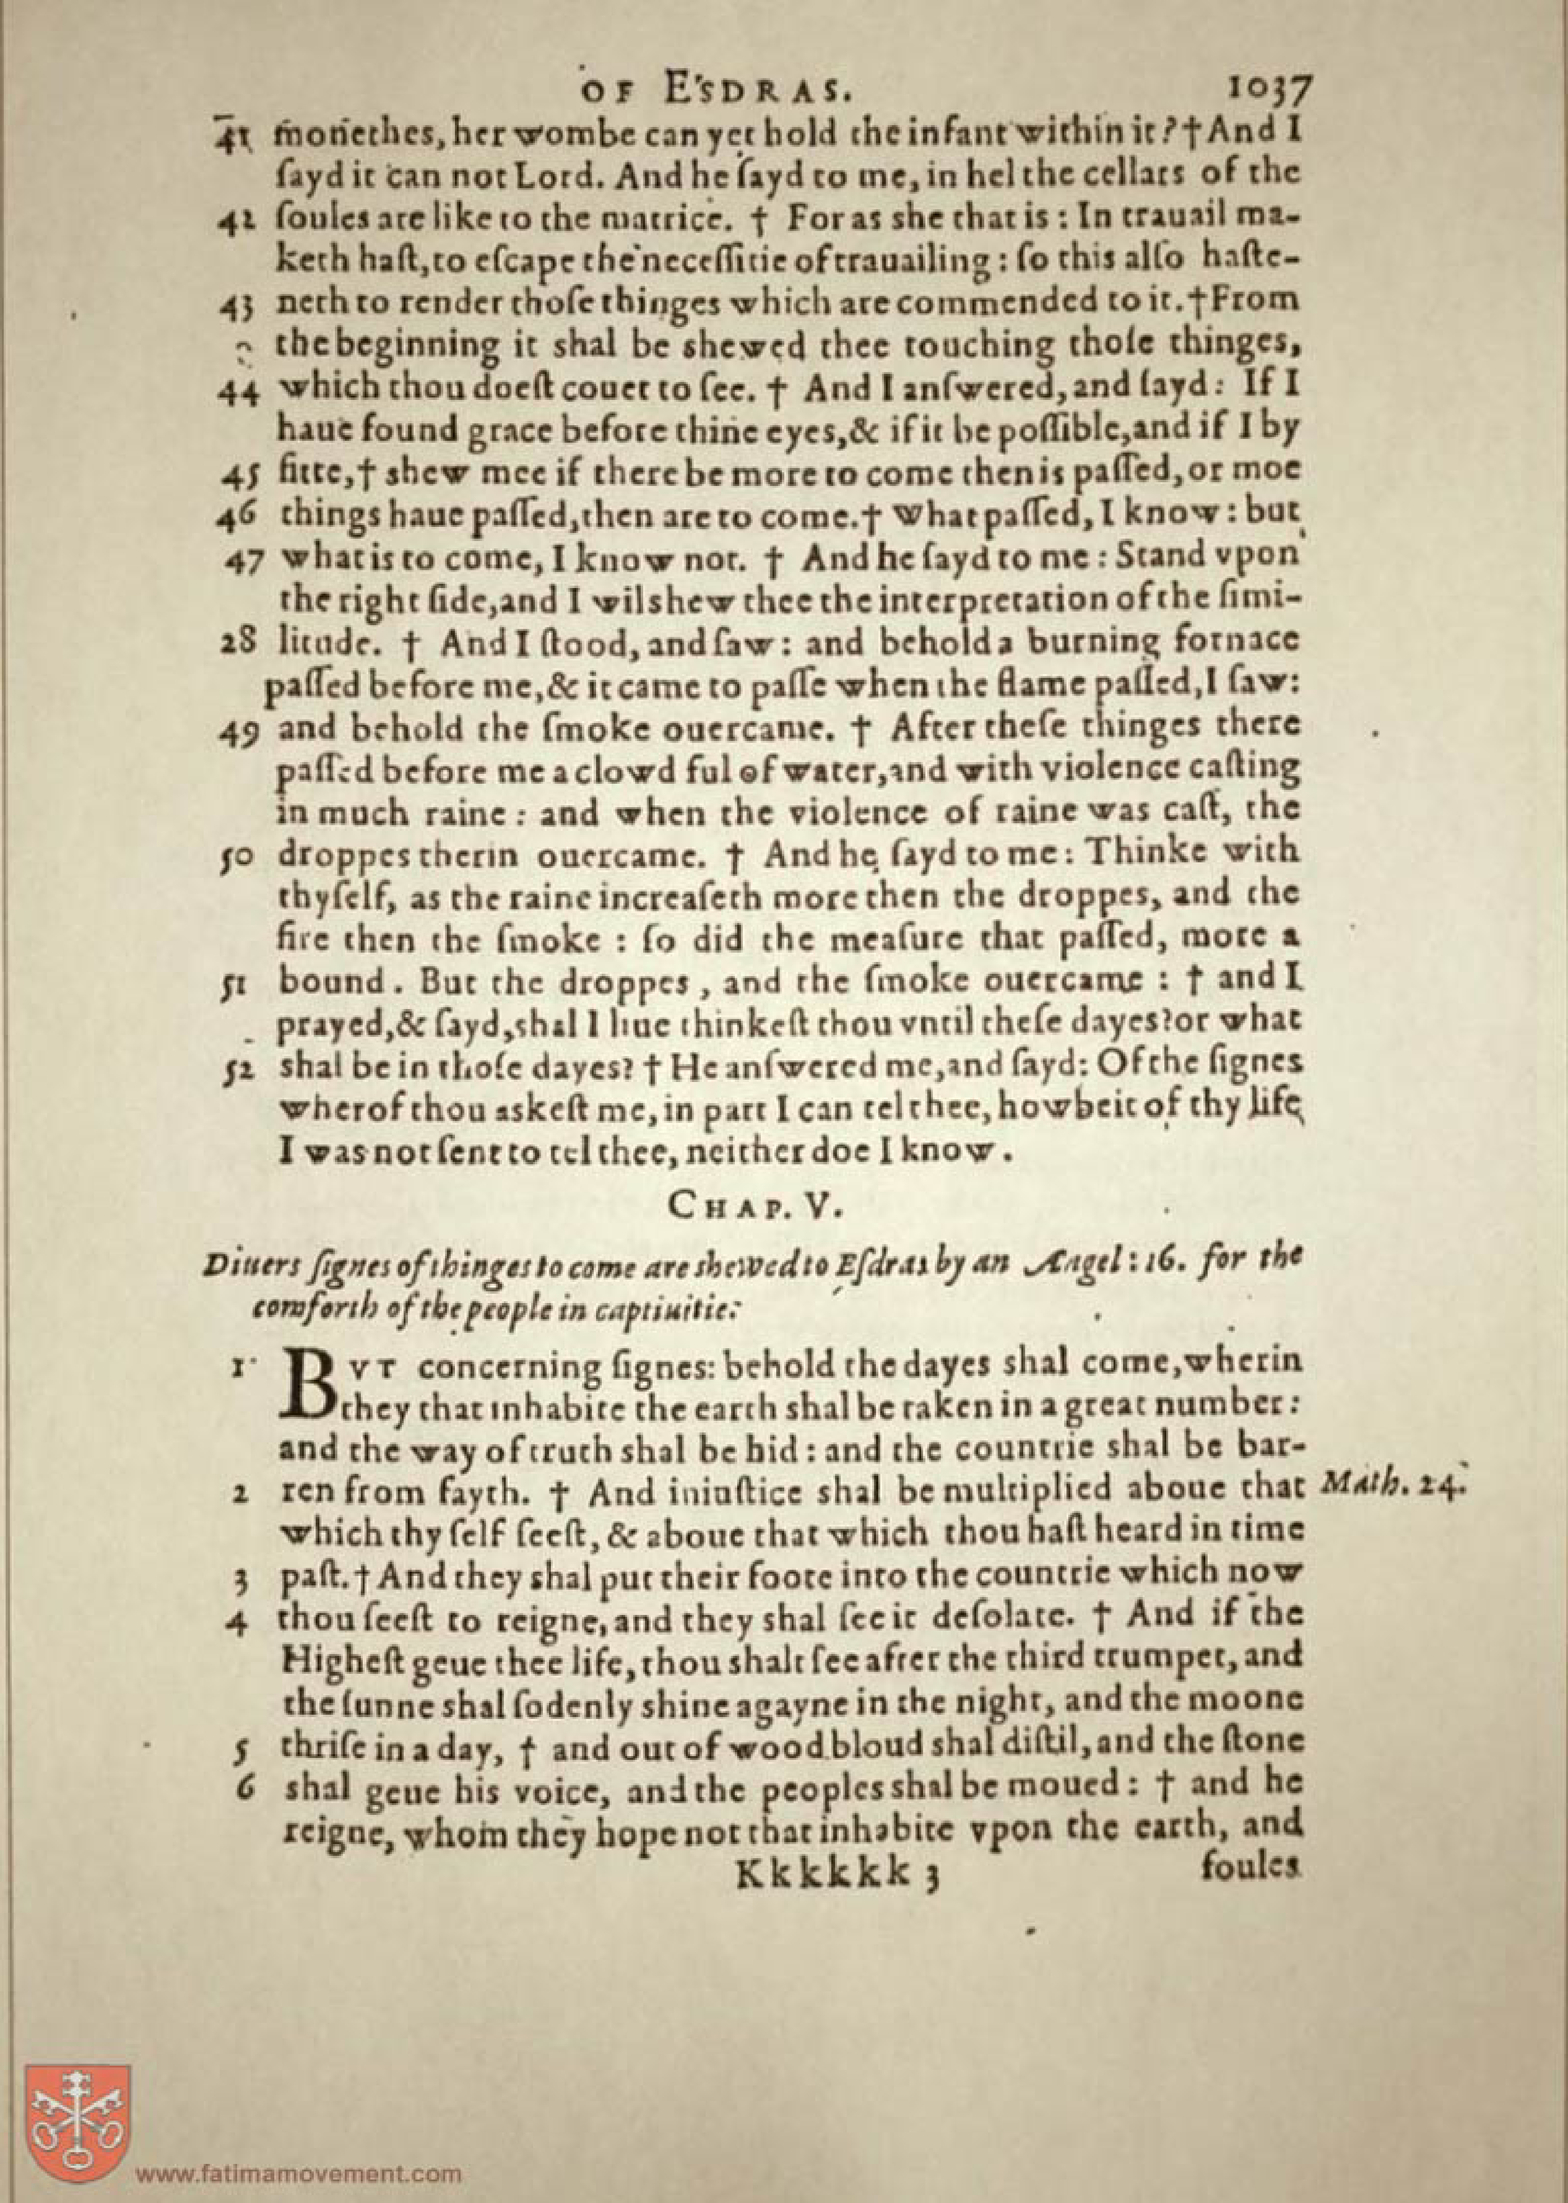 OF ESDRAS. 1037
41 monethes, her wombe can yet hold the infant within it? † And I
ſayd it can not Lord. And he ſayd to me, in hel the cellars of the
42 ſoules are like to the matrice. † For as she that is : In trauail ma-
keth haſt, to eſcape the neceſſitie of trauailing : ſo this alſo haſte-
43 neth to render thoſe thinges which are commended to it. † From
the beginning it shal be shewed thee touching thoſe thinges,
44 which thou doeſt couet to ſee. † And I anſwered, and ſayd : If I
haue found grace before thine eyes, & if it be poſſible, and if I by
45 fitte, † shew mee if there be more to come then is paſſed, or moe
46 things haue paſſed, then are to come. † What paſſed, I know : but
47 what is to come, I know not. † And he ſayd to me : Stand vpon
the right ſide, and I wil shew thee the interpretation of the ſimi-
28 litude. † And I ſtood, and ſaw : and behold a burning fornace
paſſed before me, & it came to paſſe when the flame paſſed, I ſaw:
49 and behold the ſmoke ouercame. † After theſe thinges there
paſſed before me a clowd ful of water, and with violence caſting
in much raine : and when the violence of raine was caſt, the
50 droppes therin ouercame. † And he ſayd to me : Thinke with
thyſelf, as the raine increaſeth more then the droppes, and the
fire then the ſmoke : ſo did the meaſure that paſſed, more a
51 bound . But the droppes , and the ſmoke ouercame : † and I
prayed, & ſayd, shal I liue thinkeſt thou vntil theſe dayes? or what
52 shal be in thoſe dayes? † He anſwered me, and ſayd: Of the ſignes
wherof thou askeſt me, in part I can tel thee, howbeit of thy life
I was not ſent to tel thee, neither doe I know .
CHAP. V.
Diuers ſignes of thinges to come are shewed to Eſdras by an Angel : 16. for the
comforth of the people in captiuitie:
1 BVT concerning ſignes: behold the dayes shal come, wherin
they that inhabite the earth shal be taken in a great number :
and the way of truth shal be hid : and the countrie shal be bar-
2 ren from fayth. † And iniuſtice shal be multiplied aboue that Math. 24.
which thy ſelf ſeeſt, & aboue that which thou haſt heard in time
3 paſt. † And they shal put their foote into the countrie which now
4 thou ſeeſt to reigne, and they shal ſee it deſolate. † And if the
Higheſt geue thee life, thou shalt ſee after the third trumpet, and
the ſunne shal ſodenly shine agayne in the night, and the moone
5 thriſe in a day, † and out of wood bloud shal diſtil, and the ſtone
6 shal geue his voice, and the peoples shal be moued : † and he
reigne, whom they hope not that inhabite vpon the earth, and
Kkkkkkk 3 foules
www.fatimamovement.com